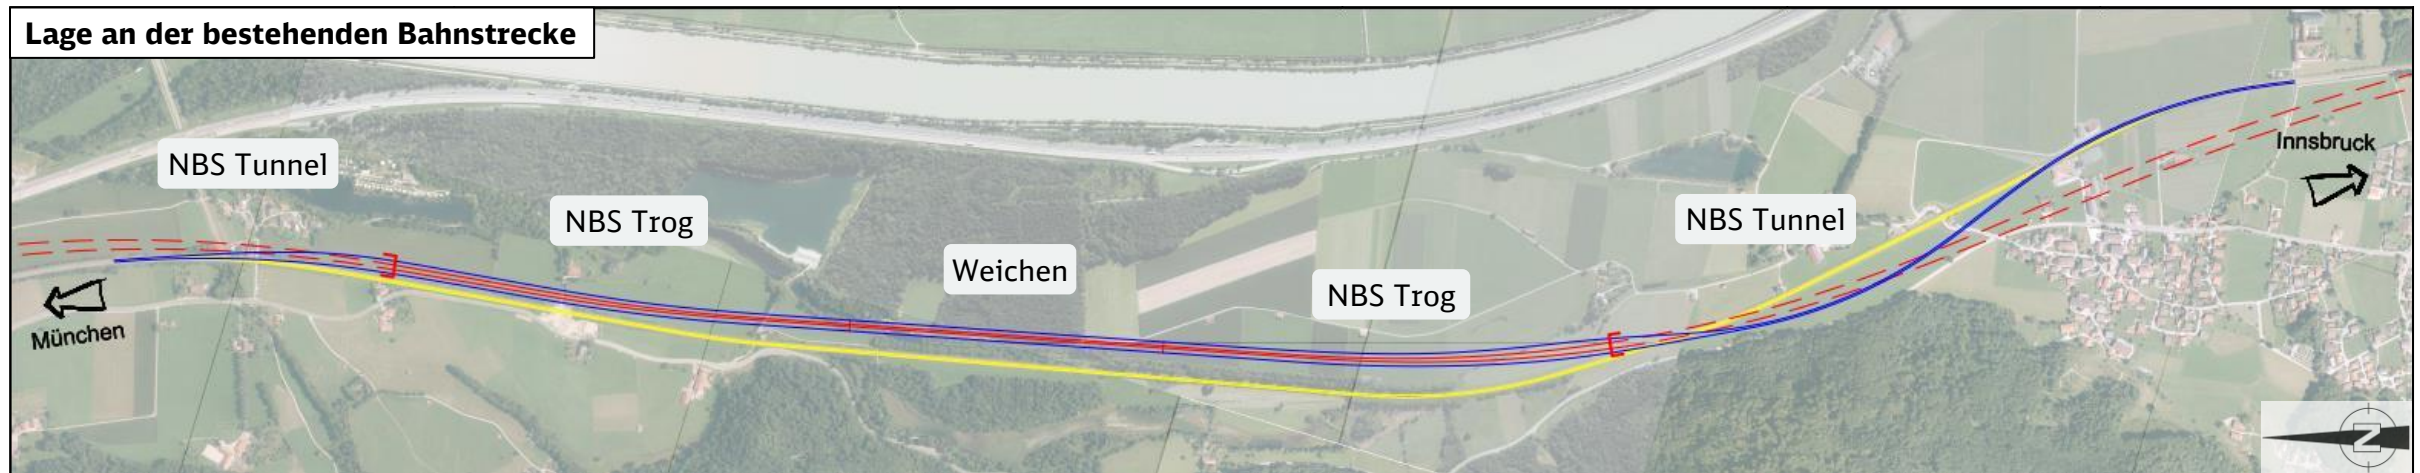 Lage an der bestehenden Bahnstrecke
NBS Tunnel
NBS Trog
Weichen
NBS Trog
NBS Tunnel
Innsbruck
München
N